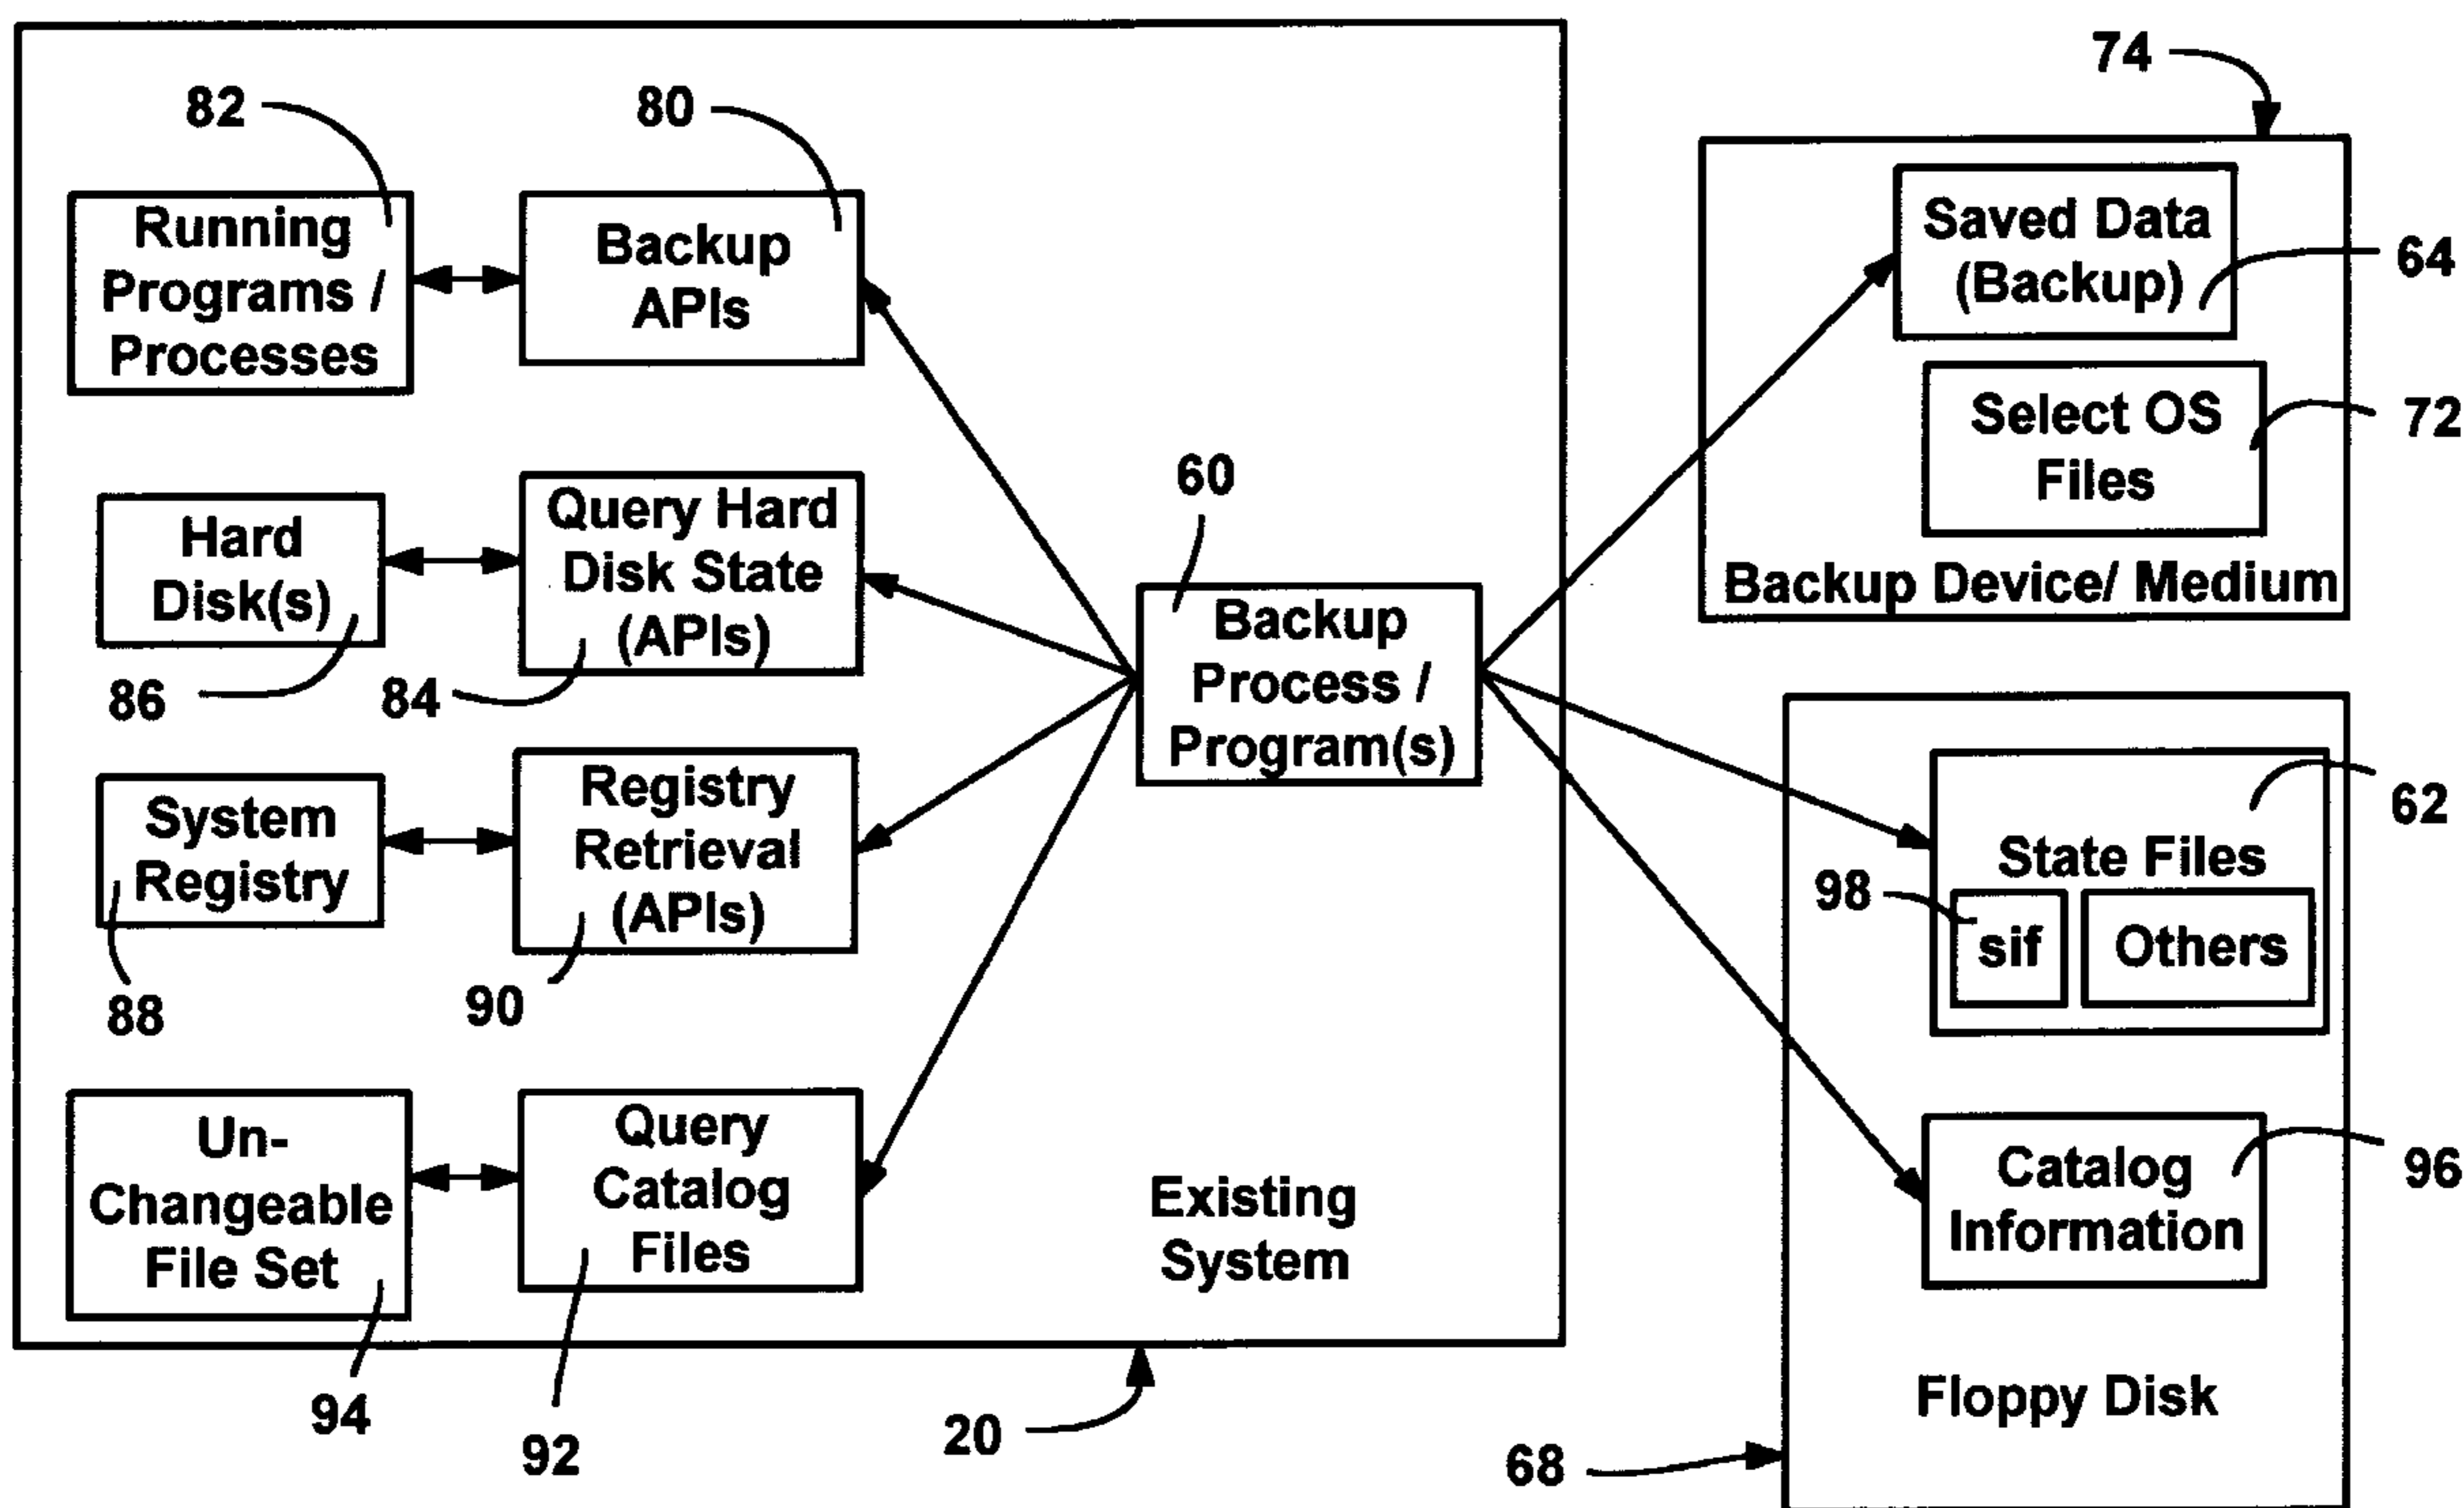 74
82
80
Running
Programs /
Processes
Backup
APIs
Saved Data
(Backup)
64
Select OS
Files
72
Backup Device/ Medium
Hard
Disk(s)
86
Query Hard
Disk State
(APIs)
84
60
Backup
Process /
Program(s)
System
Registry
88
Registry
Retrieval
(APIs)
90
62
State Files
98
sif
Others
Un-
Changeable
File Set
94
Query
Catalog
Files
92
Existing
System
20
Catalog
Information
96
Floppy Disk
68